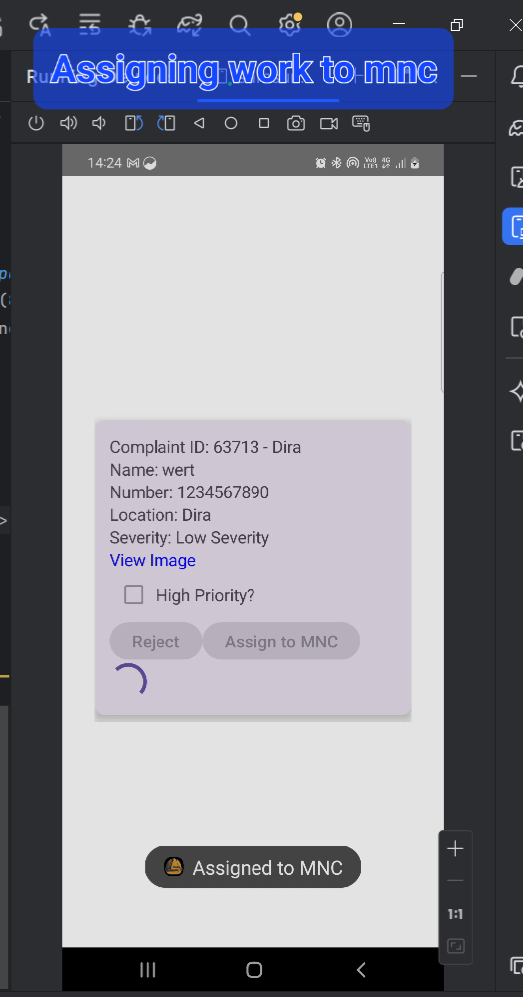 Assigning work to mnc
14:24
Complaint ID: 63713 - Dira
Name: wert
Number: 1234567890
Location: Dira
Severity: Low Severity
View Image
High Priority?
Reject
Assign to MNC
Assigned to MNC
1:1